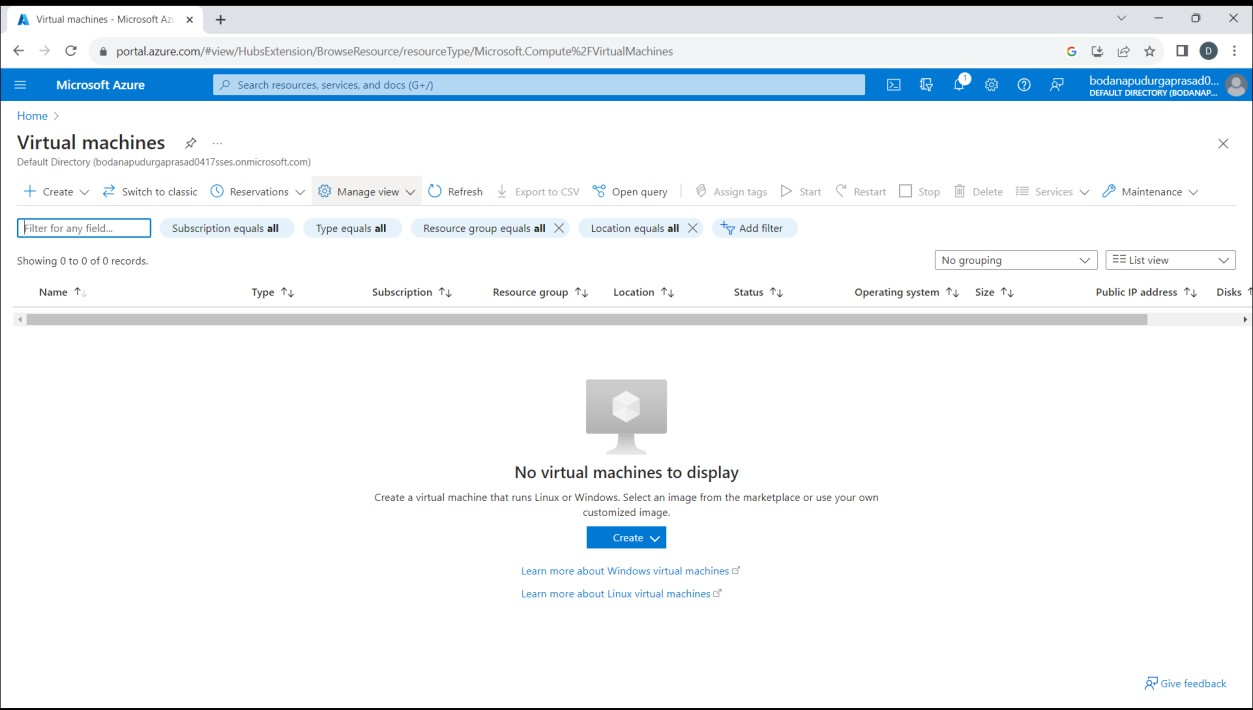 Virtual machines - Microsoft Az
portal.azure.com/#view/HubsExtension/BrowseResource/resourceType/Microsoft.Compute%2FVirtualMachines
G
D
Microsoft Azure
Search resources, services, and docs (G+/)
1
bodanapudurgaprasad0...
DEFAULT DIRECTORY (BODANAP...
Home >
Virtual machines ...
Default Directory (bodanapudurgaprasad0417sses.onmicrosoft.com)
Create Switch to classic Reservations Manage view Refresh Export to CSV Open query Assign tags Start Restart Stop Delete Services Maintenance
Filter for any field... Subscription equals all Type equals all Resource group equals all Location equals all Add filter
Showing 0 to 0 of 0 records. No grouping List view
Name Type Subscription Resource group Location Status Operating system Size Public IP address Disks
No virtual machines to display
Create a virtual machine that runs Linux or Windows. Select an image from the marketplace or use your own
customized image.
Create
Learn more about Windows virtual machines
Learn more about Linux virtual machines
Give feedback